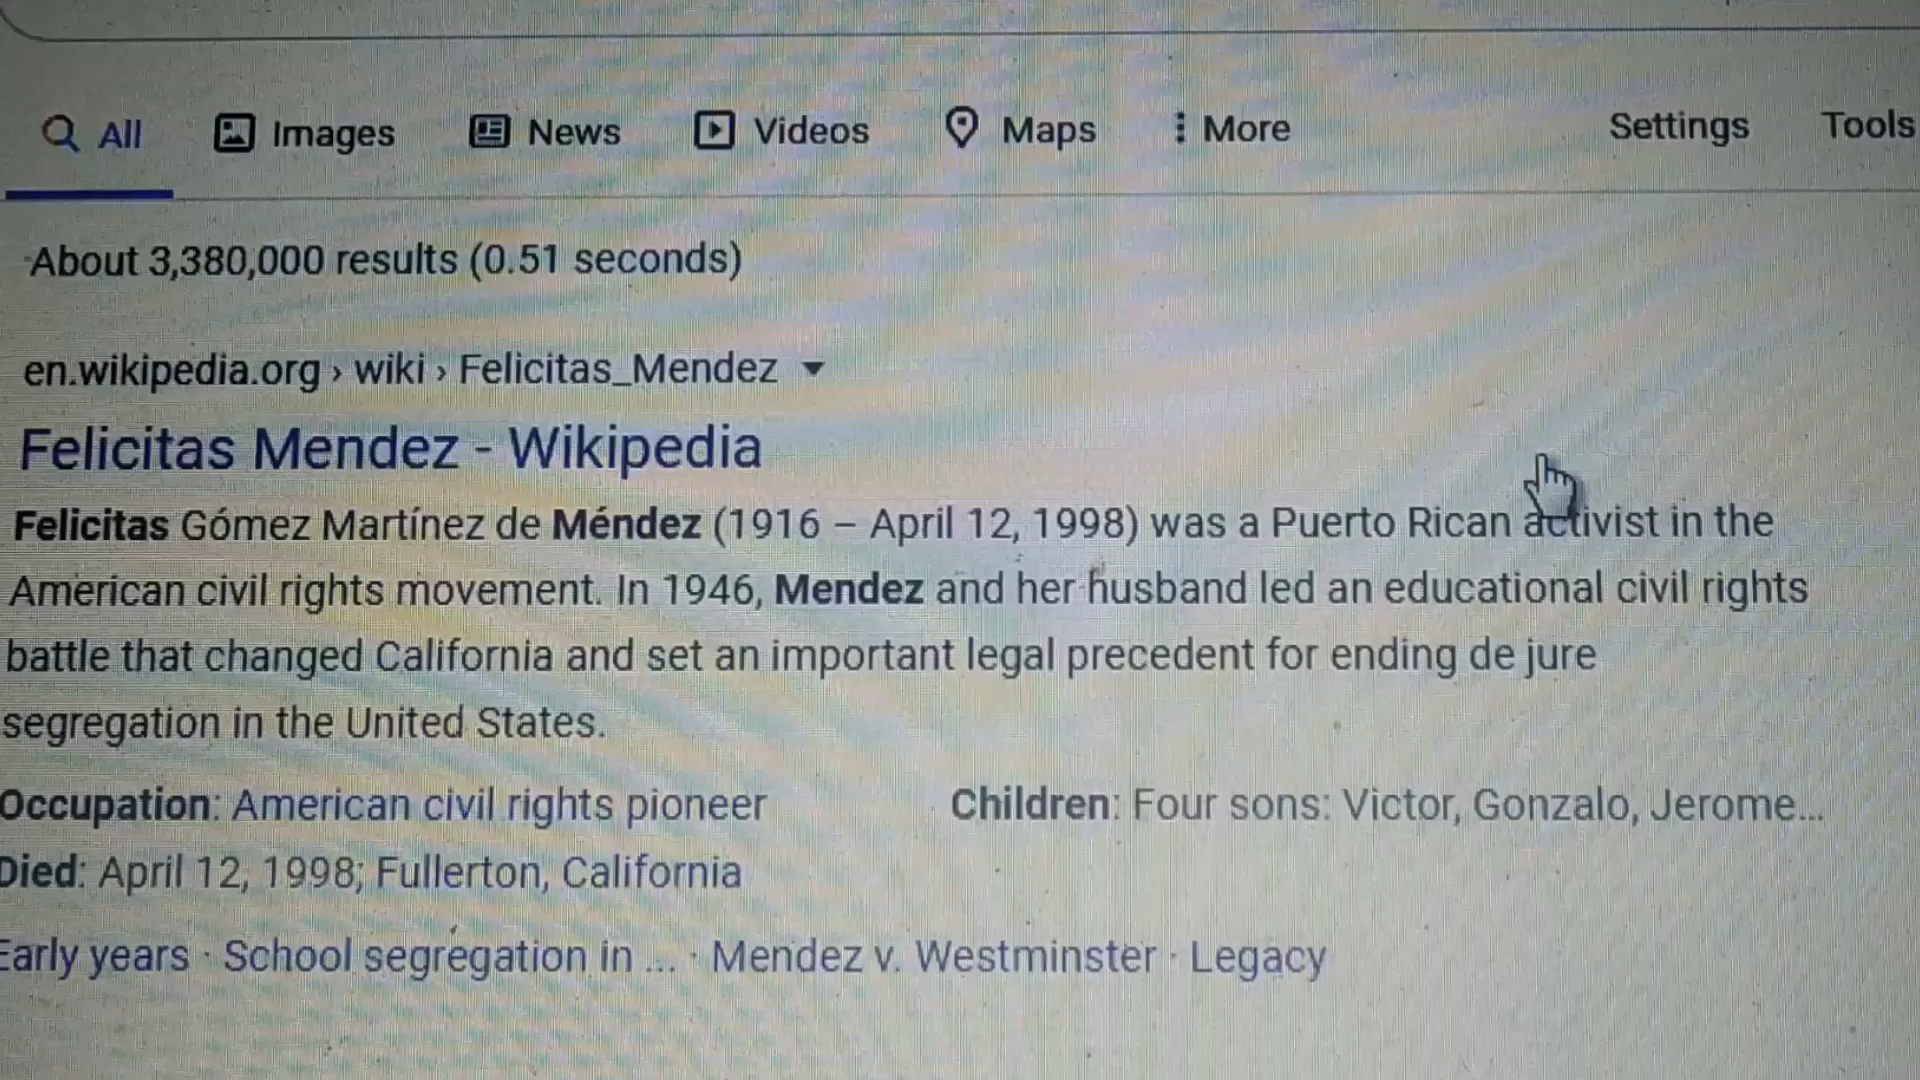 All Images News Videos Maps More Settings Tools
About 3,380,000 results (0.51 seconds)
en.wikipedia.org › wiki › Felicitas_Mendez
Felicitas Mendez - Wikipedia
Felicitas Gómez Martínez de Méndez (1916 – April 12, 1998) was a Puerto Rican activist in the
American civil rights movement. In 1946, Mendez and her husband led an educational civil rights
battle that changed California and set an important legal precedent for ending de jure
segregation in the United States.
Occupation: American civil rights pioneer Children: Four sons: Victor, Gonzalo, Jerome...
Died: April 12, 1998; Fullerton, California
Early years · School segregation in ... · Mendez v. Westminster · Legacy